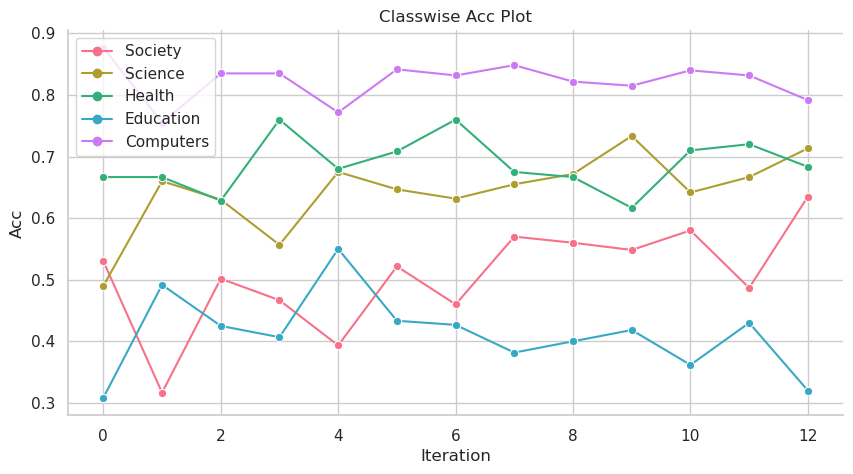 Classwise Acc Plot
Society
Science
Health
Education
Computers
0.9
0.8
0.7
0.6
0.5
0.4
0.3
Acc
0 2 4 6 8 10 12
Iteration